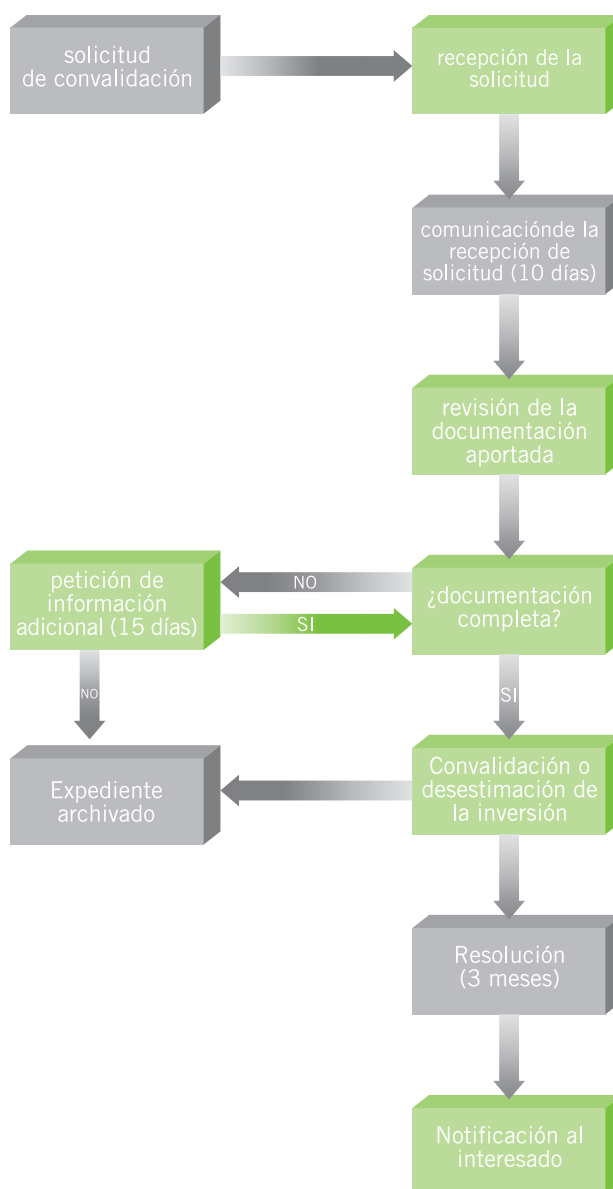 solicitud
de convalidación
recepción de la
solicitud
comunicaciónde la
recepción de
solicitud (10 días)
revisión de la
documentación
aportada
petición de
información
adicional (15 días)
NO
SI
¿documentación
completa?
NO
SI
Expediente
archivado
Convalidación o
desestimación de
la inversión
Resolución
(3 meses)
Notificación al
interesado